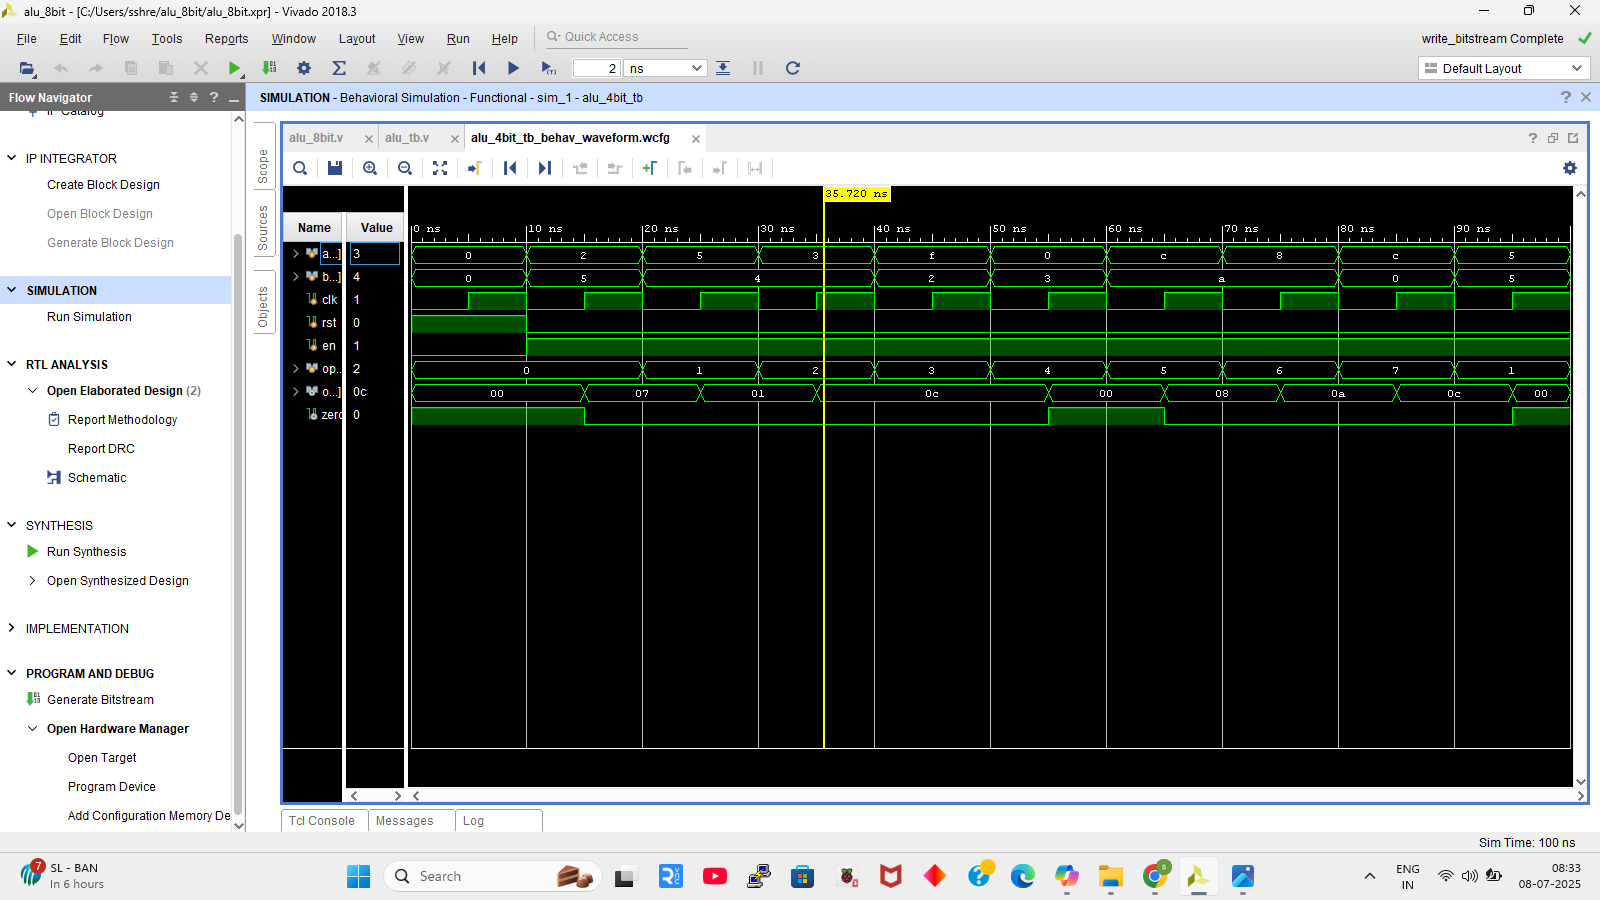 alu_8bit - [C:/Users/sshre/alu_8bit/alu_8bit.xpr] - Vivado 2018.3
File Edit Flow Tools Reports Window Layout View Run Help Quick Access
write_bitstream Complete
2 ns
Default Layout
Flow Navigator
SIMULATION - Behavioral Simulation - Functional - sim_1 - alu_4bit_tb
IP Catalog
IP INTEGRATOR
Create Block Design
Open Block Design
Generate Block Design
SIMULATION
Run Simulation
RTL ANALYSIS
Open Elaborated Design (2)
Report Methodology
Report DRC
Schematic
SYNTHESIS
Run Synthesis
Open Synthesized Design
IMPLEMENTATION
PROGRAM AND DEBUG
Generate Bitstream
Open Hardware Manager
Open Target
Program Device
Add Configuration Memory De
Scope
Sources
Objects
alu_8bit.v alu_tb.v alu_4bit_tb_behav_waveform.wcfg
35.720 ns
Name Value
0 ns 10 ns 20 ns 30 ns 40 ns 50 ns 60 ns 70 ns 80 ns 90 ns
a...] 3 0 2 5 3 f 0 c 8 c 5
b...] 4 0 5 4 2 3 a 0 5
clk 1
rst 0
en 1
op.. 2 0 1 2 3 4 5 6 7 1
o...] 0c 00 07 01 0c 00 08 0a 0c 00
zero 0
Tcl Console Messages Log
Sim Time: 100 ns
7
SL - BAN
In 6 hours
Search
ENG
IN
08:33
08-07-2025